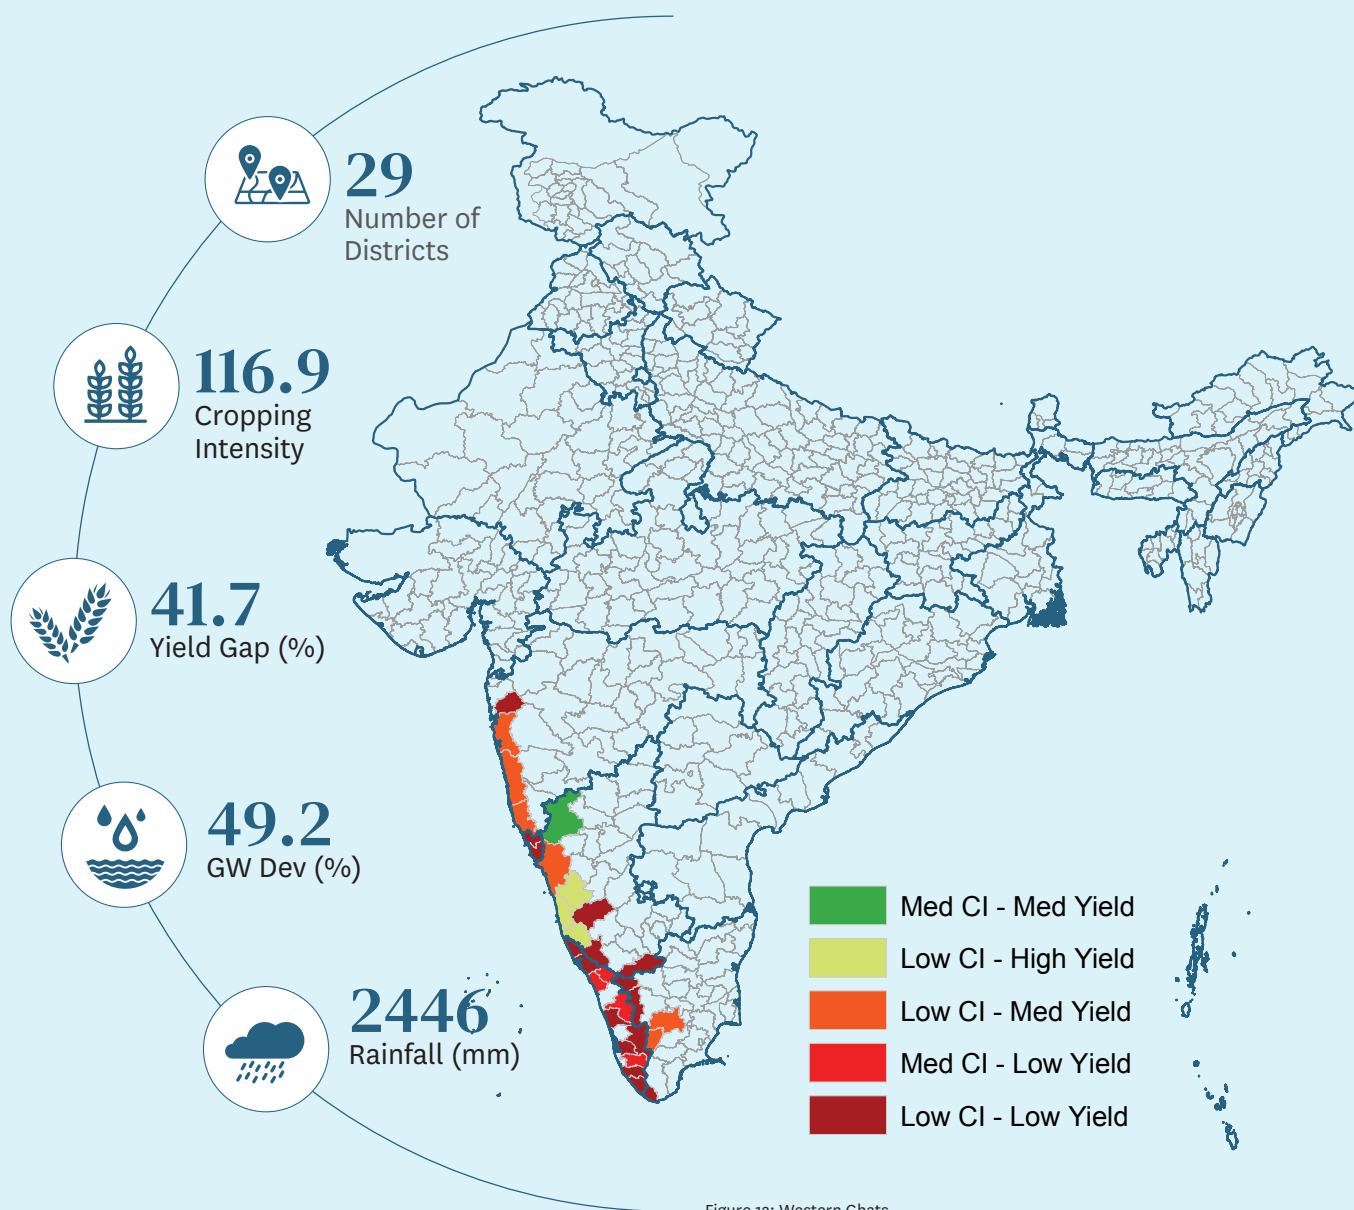 29
Number of
Districts
116.9
Cropping
Intensity
41.7
Yield Gap (%)
49.2
GW Dev (%)
2446
Rainfall (mm)
Med CI - Med Yield
Low CI - High Yield
Low CI - Med Yield
Med CI - Low Yield
Low CI - Low Yield
Western Ghats